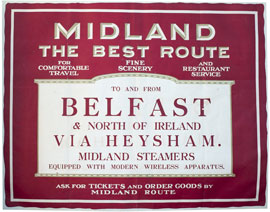 MIDLAND
THE BEST ROUTE
FOR COMFORTABLE TRAVEL
FINE SCENERY
AND RESTAURANT SERVICE
TO AND FROM
BELFAST
& NORTH OF IRELAND
VIA HEYSHAM.
MIDLAND STEAMERS
EQUIPPED WITH MODERN WIRELESS APPARATUS.
ASK FOR TICKETS AND ORDER GOODS BY
MIDLAND ROUTE